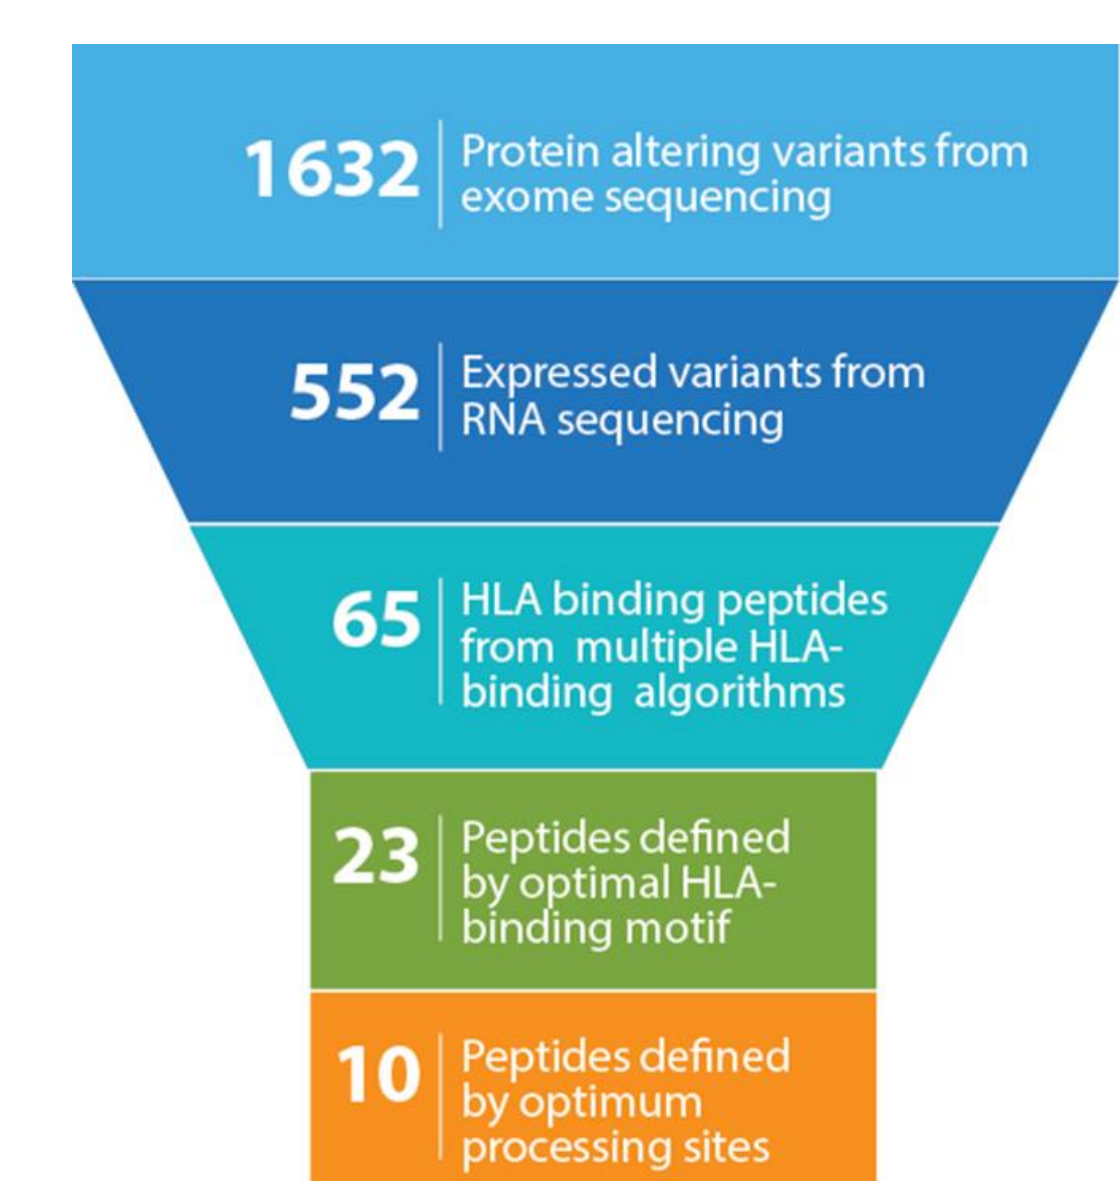 1632
Protein altering variants from
exome sequencing
552
Expressed variants from
RNA sequencing
65
HLA binding peptides
from multiple HLA-
binding algorithms
23
Peptides defined
by optimal HLA-
binding motif
10
Peptides defined
by optimum
processing sites